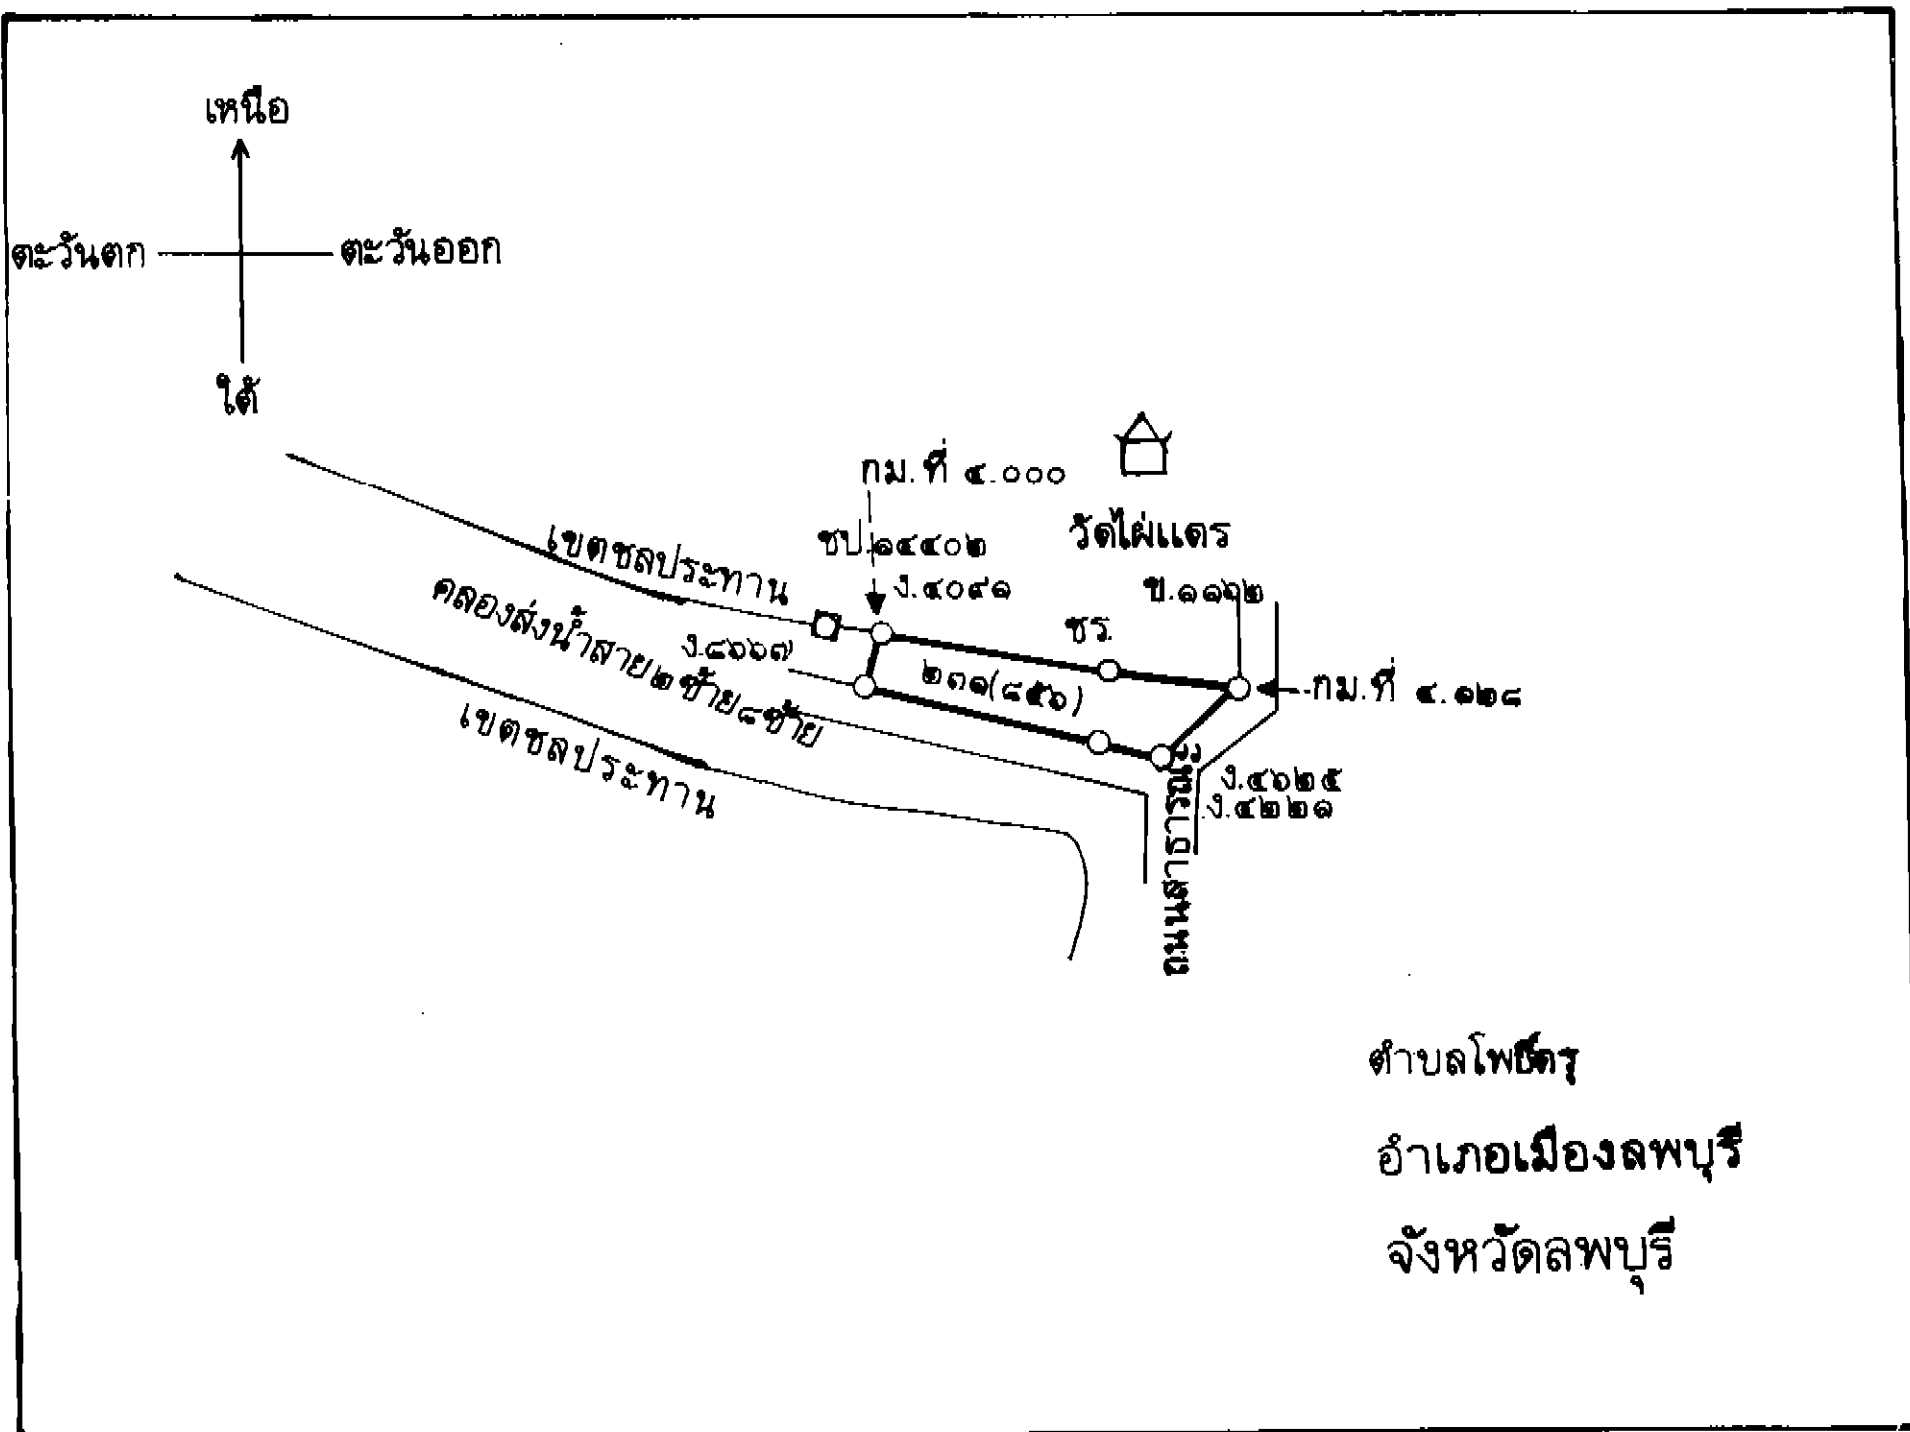 เหนือ
ตะวันตก
ตะวันออก
ใต้
กม.ที่ ๔.๐๐๐
วัดไผ่แตร
เขตชลประทาน
ชป.๑๔๔๐๒
ง.๔๐๙๑
ข.๑๑๑๒
คลองส่งน้ำสาย ๒ ซ้าย ๘ ซ้าย
ชร.
ง.๔๖๖๗
๒๓๑(๘๕๖)
กม.ที่ ๔.๑๒๘
เขตชลประทาน
ถนนสาธารณะ
ง.๔๖๒๕
ง.๔๒๒๑
ตำบลโพธิ์ตรุ
อำเภอเมืองลพบุรี
จังหวัดลพบุรี